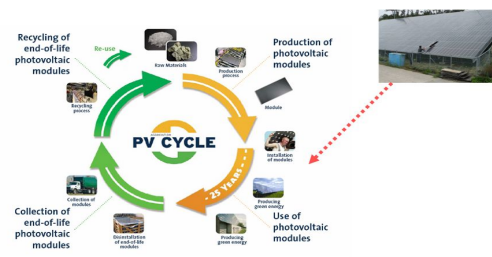 Recycling of
end-of-life
photovoltaic
modules
Re-use
Raw Materials
Production
process
Production of
photovoltaic
modules
Module
Recycling
process
PV CYCLE
Installation
of modules
25 YEARS
Collection of
modules
Producing
green energy
Collection of
end-of-life
photovoltaic
modules
Disinstallation
of end-of-life
modules
Producing
green energy
Use of
photovoltaic
modules